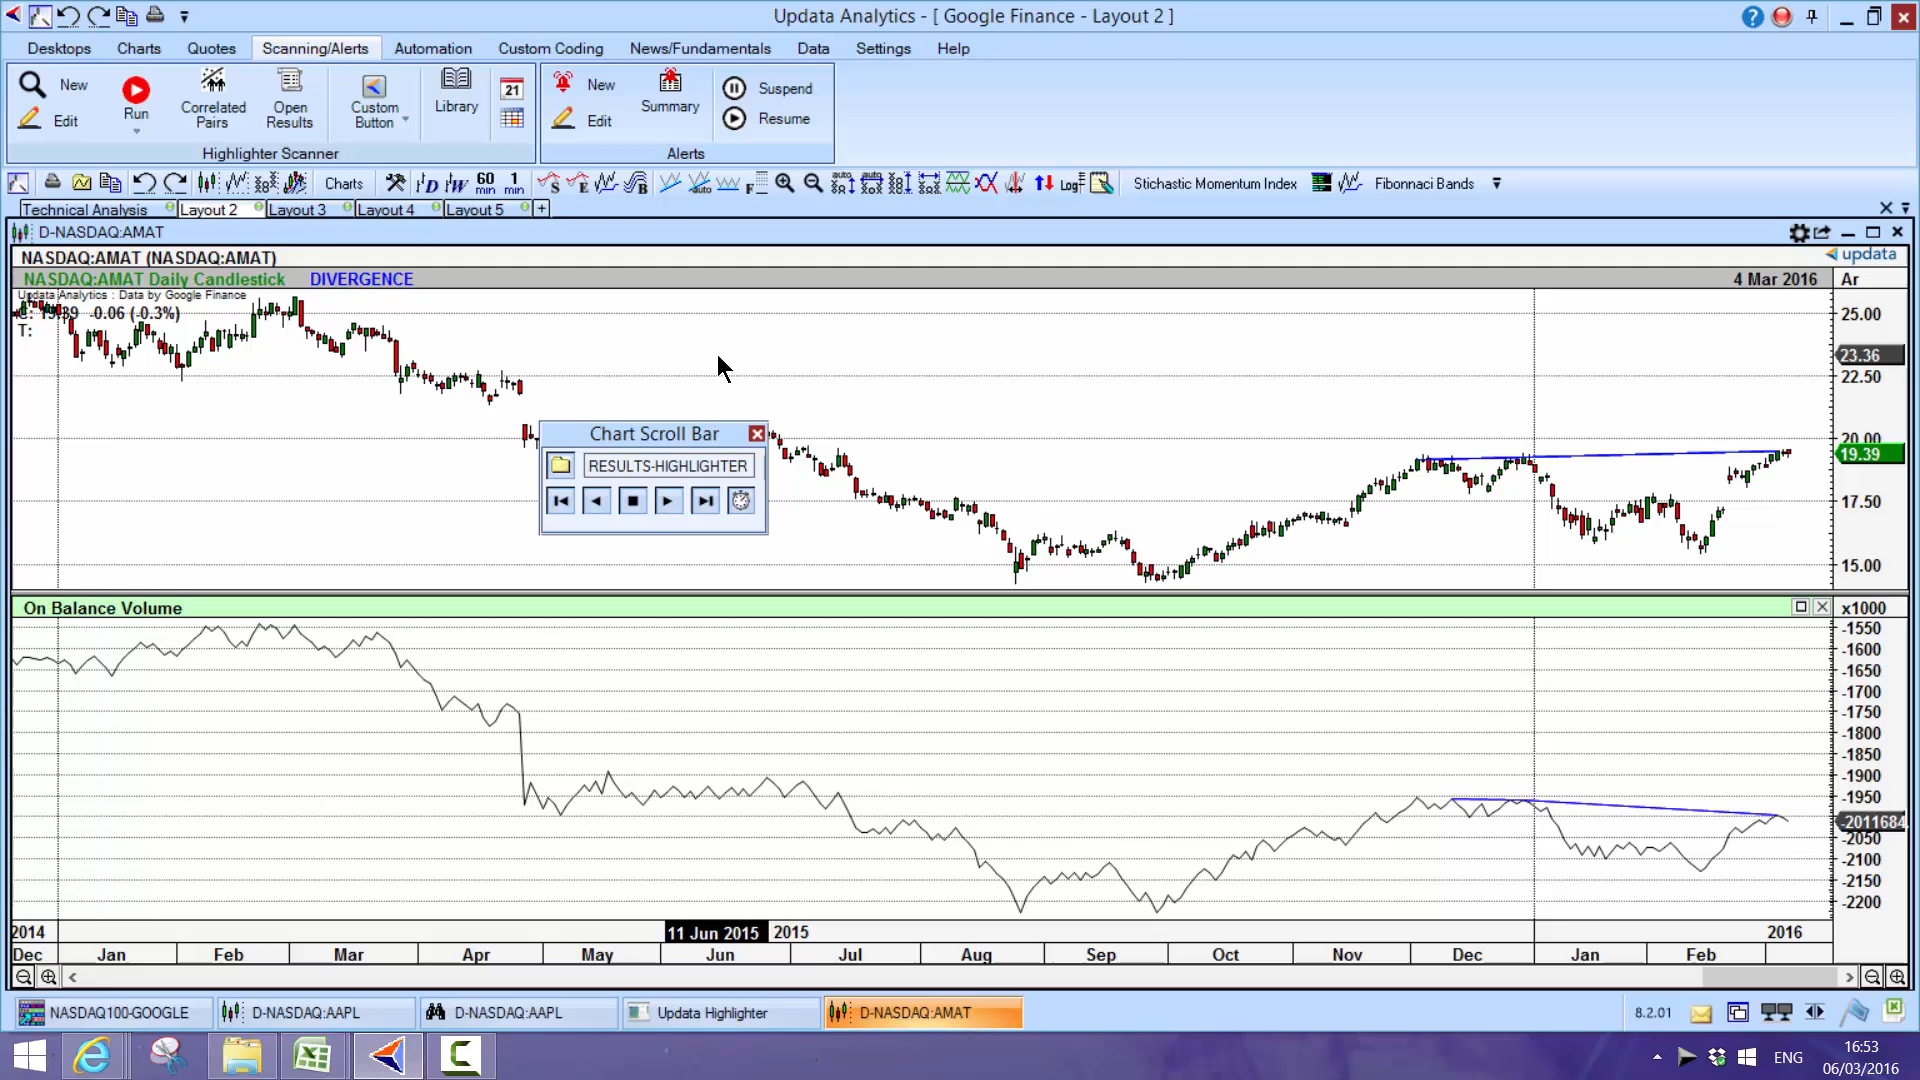 Updata Analytics - [ Google Finance - Layout 2 ]
Desktops Charts Quotes Scanning/Alerts Automation Custom Coding News/Fundamentals Data Settings Help
New
Edit
Run
Correlated Pairs
Open Results
Custom Button
Library
21
Highlighter Scanner
New
Edit
Summary
Suspend
Resume
Alerts
Charts D W 60 min 1 min S E B auto F auto auto Log Stichastic Momentum Index Fibonnaci Bands
Technical Analysis Layout 2 Layout 3 Layout 4 Layout 5 +
D-NASDAQ:AMAT
NASDAQ:AMAT (NASDAQ:AMAT)
updata
NASDAQ:AMAT Daily Candlestick DIVERGENCE 4 Mar 2016 Ar
Updata Analytics : Data by Google Finance
C: 19.39 -0.06 (-0.3%)
T:
25.00
23.36
22.50
20.00
19.39
17.50
15.00
Chart Scroll Bar
RESULTS-HIGHLIGHTER
On Balance Volume x1000
-1550
-1600
-1650
-1700
-1750
-1800
-1850
-1900
-1950
-2011684
-2050
-2100
-2150
-2200
2014 11 Jun 2015 2015 2016
Dec Jan Feb Mar Apr May Jun Jul Aug Sep Oct Nov Dec Jan Feb
NASDAQ100-GOOGLE D-NASDAQ:AAPL D-NASDAQ:AAPL Updata Highlighter D-NASDAQ:AMAT 8.2.01
ENG
16:53
06/03/2016